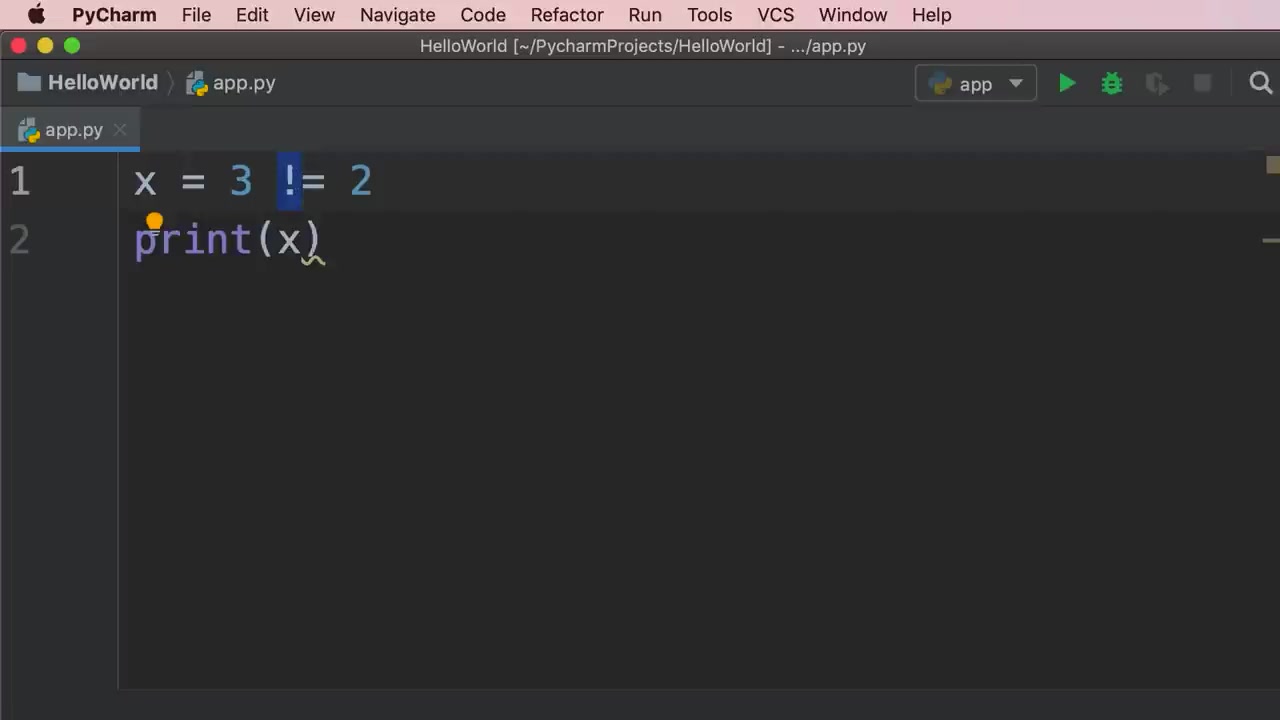 PyCharm File Edit View Navigate Code Refactor Run Tools VCS Window Help
HelloWorld [~/PycharmProjects/HelloWorld] - .../app.py
HelloWorld app.py app
app.py
1 x = 3 != 2
2 print(x)